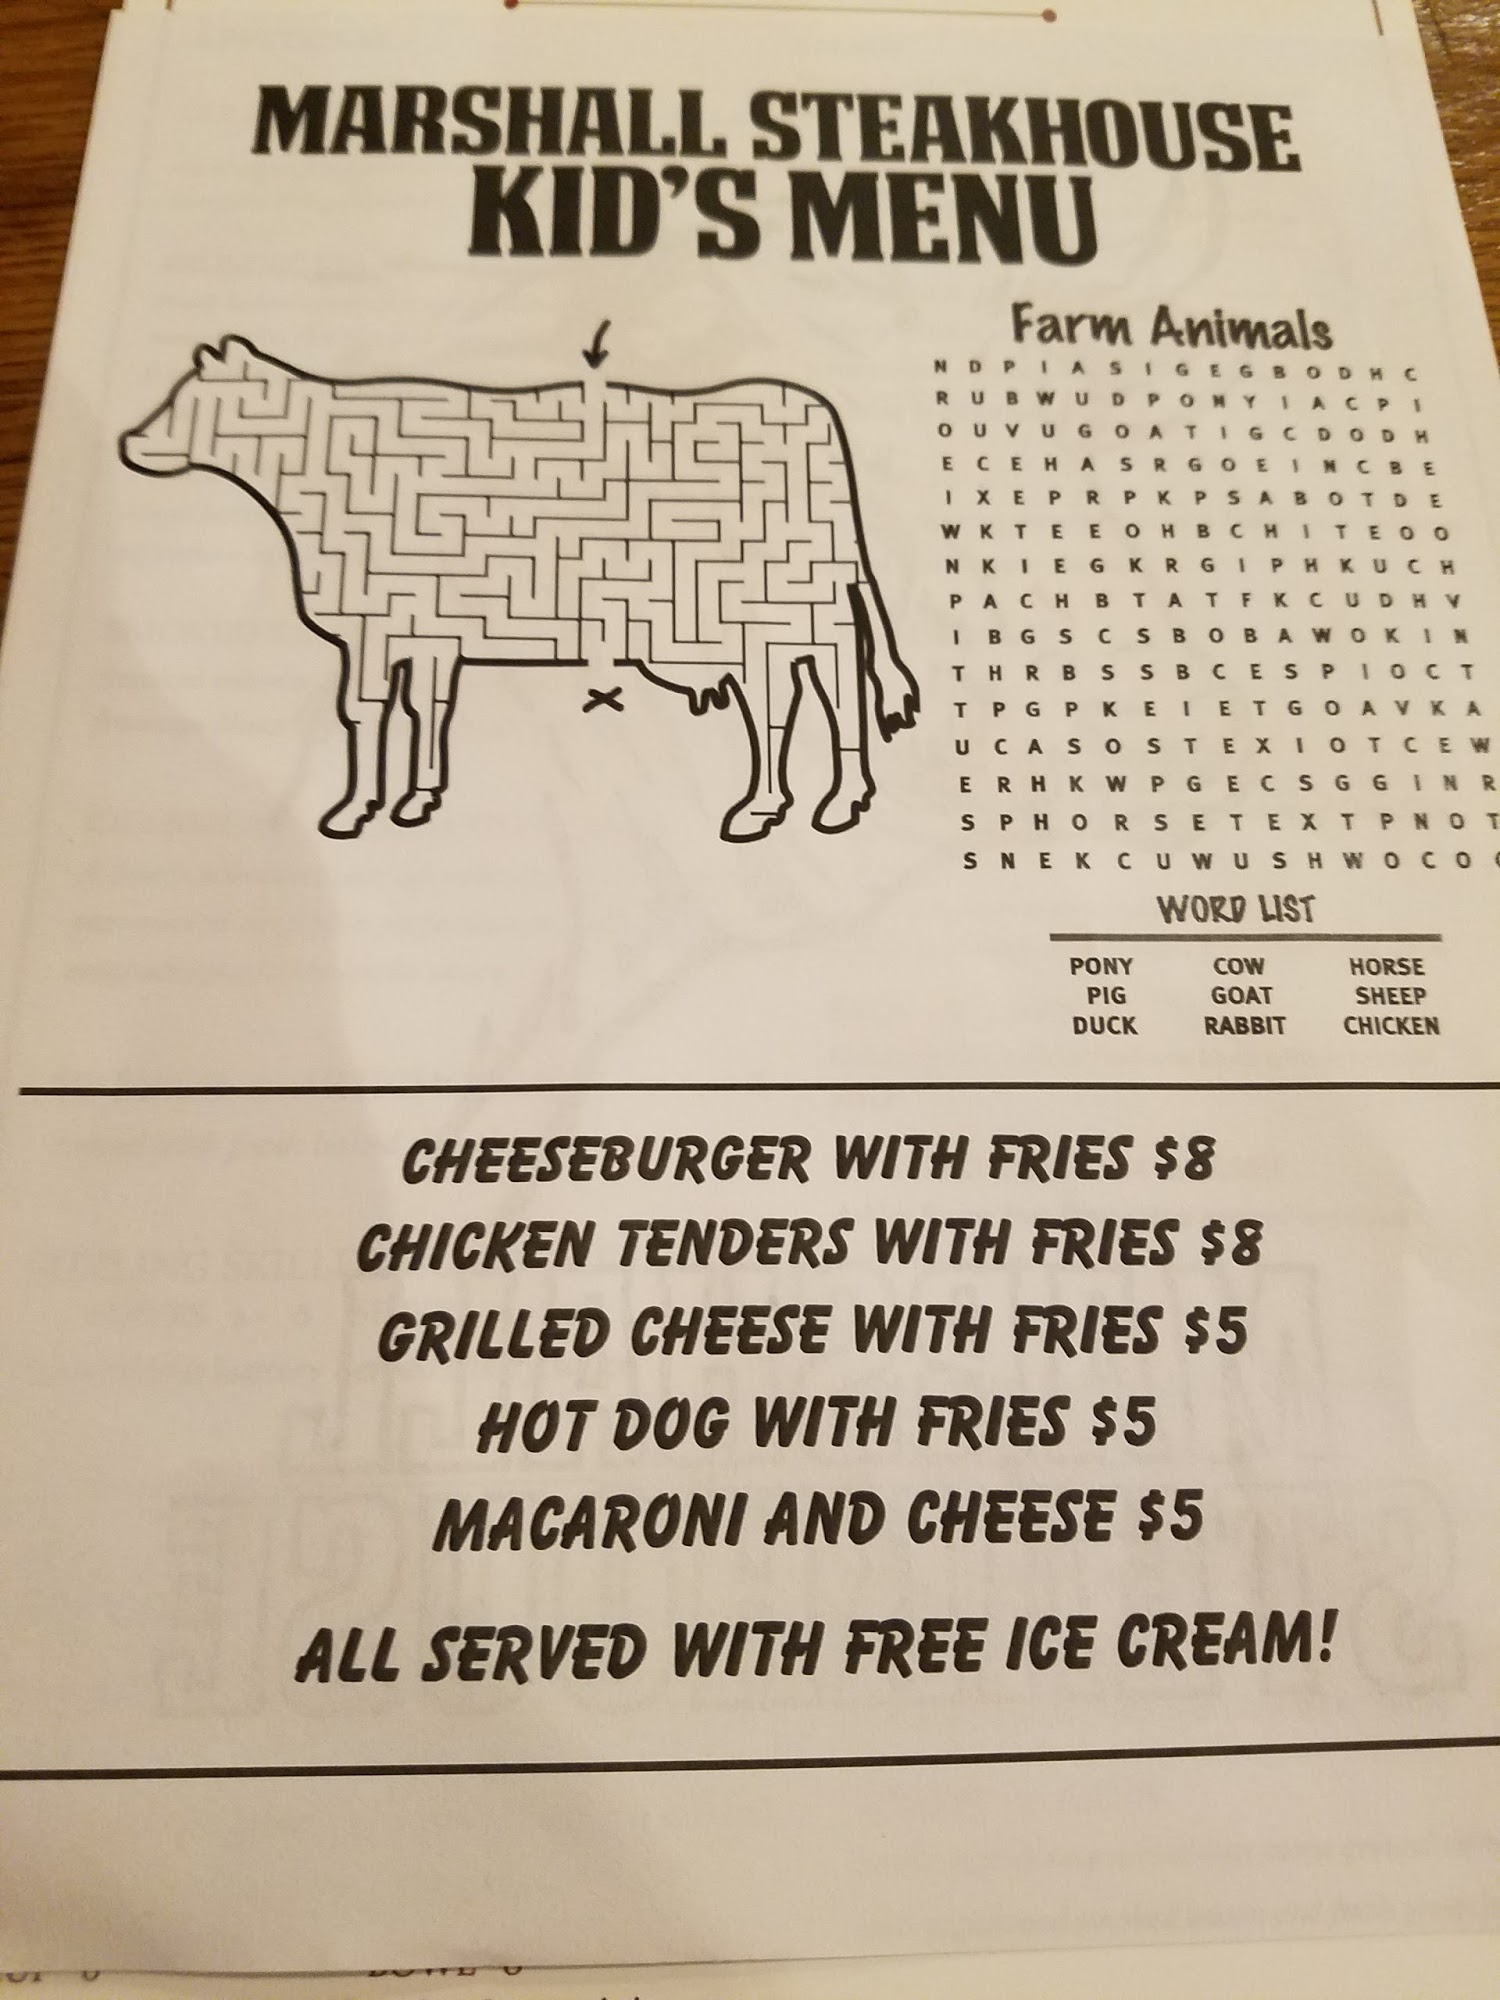 MARSHALL STEAKHOUSE
KID'S MENU
Farm Animals
N D P I A S I G E G B O D H C
R U B W U D P O N Y I A C P I
O U V U G O A T I G C D O D H
E C E H A S R G O E I N C B E
I X E P R P K P S A B O T D E
W K T E E O H B C H I T E O O
N K I E G K R G I P H K U C H
P A C H B T A T F K C U D H V
I B G S C S B O B A W O K I N
T H R B S S B C E S P I O C T
T P G P K E I E T G O A V K A
U C A S O S T E X I O T C E W
E R H K W P G E C S G G I N R
S P H O R S E T E X T P N O T
S N E K C U W U S H W O C O
WORD LIST
PONY COW HORSE
PIG GOAT SHEEP
DUCK RABBIT CHICKEN
CHEESEBURGER WITH FRIES $8
CHICKEN TENDERS WITH FRIES $8
GRILLED CHEESE WITH FRIES $5
HOT DOG WITH FRIES $5
MACARONI AND CHEESE $5
ALL SERVED WITH FREE ICE CREAM!